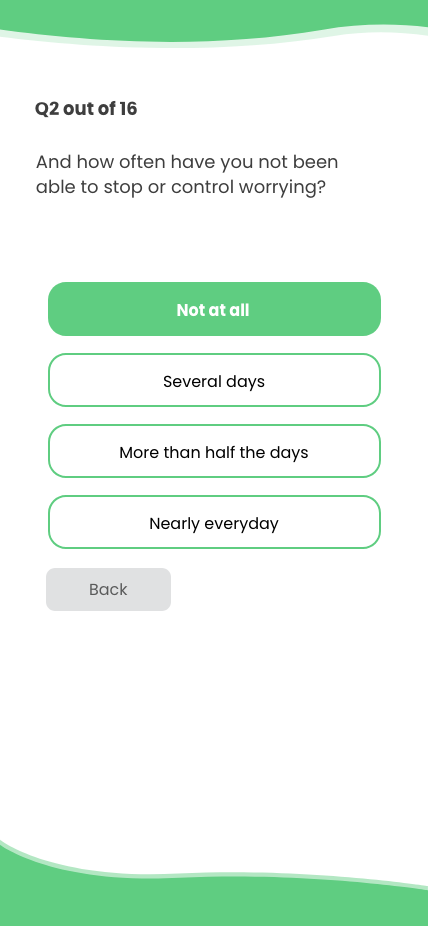 Q2 out of 16
And how often have you not been
able to stop or control worrying?
Not at all
Several days
More than half the days
Nearly everyday
Back